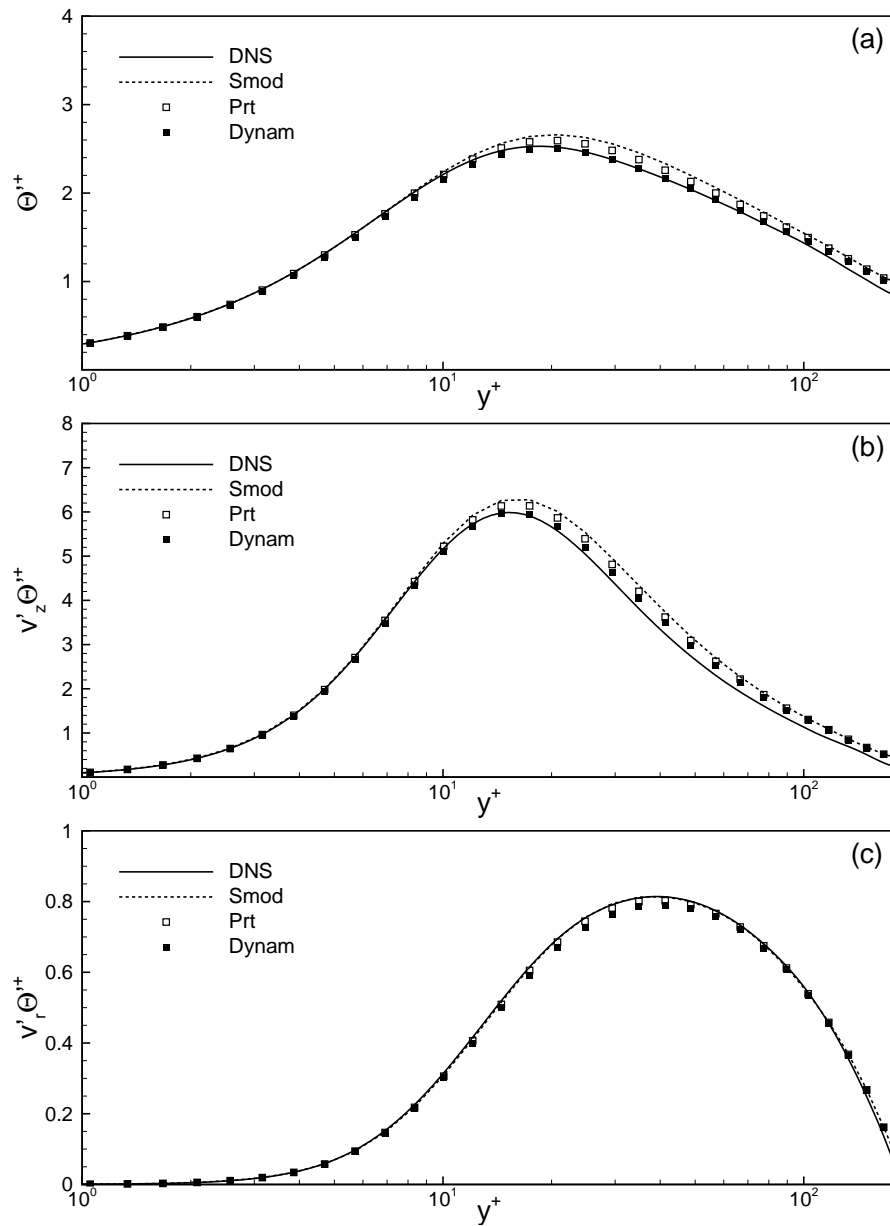 (a)
DNS
Smod
Prt
Dynam
Θ'⁺
4
3
2
1
10⁰
10¹
10²
y⁺
(b)
DNS
Smod
Prt
Dynam
v'_zΘ'⁺
8
7
6
5
4
3
2
1
10⁰
10¹
10²
y⁺
(c)
DNS
Smod
Prt
Dynam
v'_rΘ'⁺
1
0.8
0.6
0.4
0.2
0
10⁰
10¹
10²
y⁺